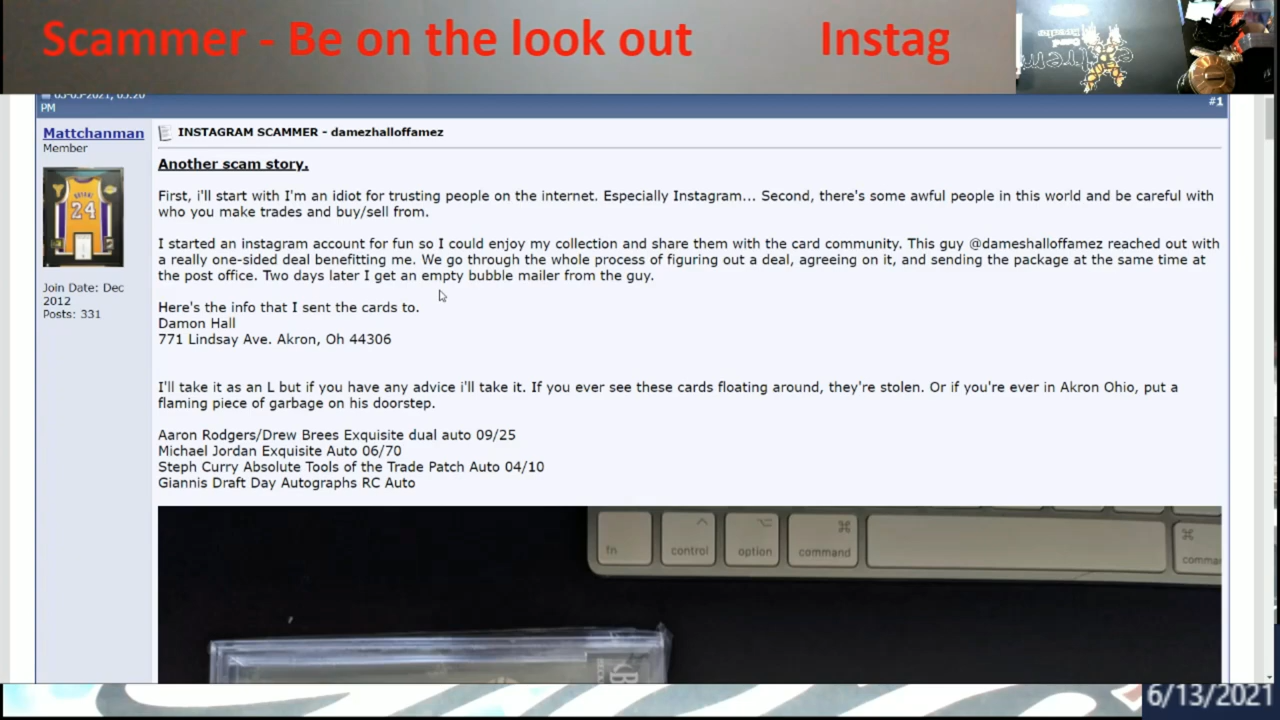 Scammer - Be on the look out Instag
03-05-2021, 05:20
PM
#1
Mattchanman
Member
INSTAGRAM SCAMMER - damezhalloffamez
Another scam story.
First, i'll start with I'm an idiot for trusting people on the internet. Especially Instagram... Second, there's some awful people in this world and be careful with
who you make trades and buy/sell from.
I started an instagram account for fun so I could enjoy my collection and share them with the card community. This guy @dameshalloffamez reached out with
a really one-sided deal benefitting me. We go through the whole process of figuring out a deal, agreeing on it, and sending the package at the same time at
the post office. Two days later I get an empty bubble mailer from the guy.
BRYANT
24
Join Date: Dec
2012
Posts: 331
Here's the info that I sent the cards to.
Damon Hall
771 Lindsay Ave. Akron, Oh 44306
I'll take it as an L but if you have any advice i'll take it. If you ever see these cards floating around, they're stolen. Or if you're ever in Akron Ohio, put a
flaming piece of garbage on his doorstep.
Aaron Rodgers/Drew Brees Exquisite dual auto 09/25
Michael Jordan Exquisite Auto 06/70
Steph Curry Absolute Tools of the Trade Patch Auto 04/10
Giannis Draft Day Autographs RC Auto
fn
control
option
command
comma
6/13/2021